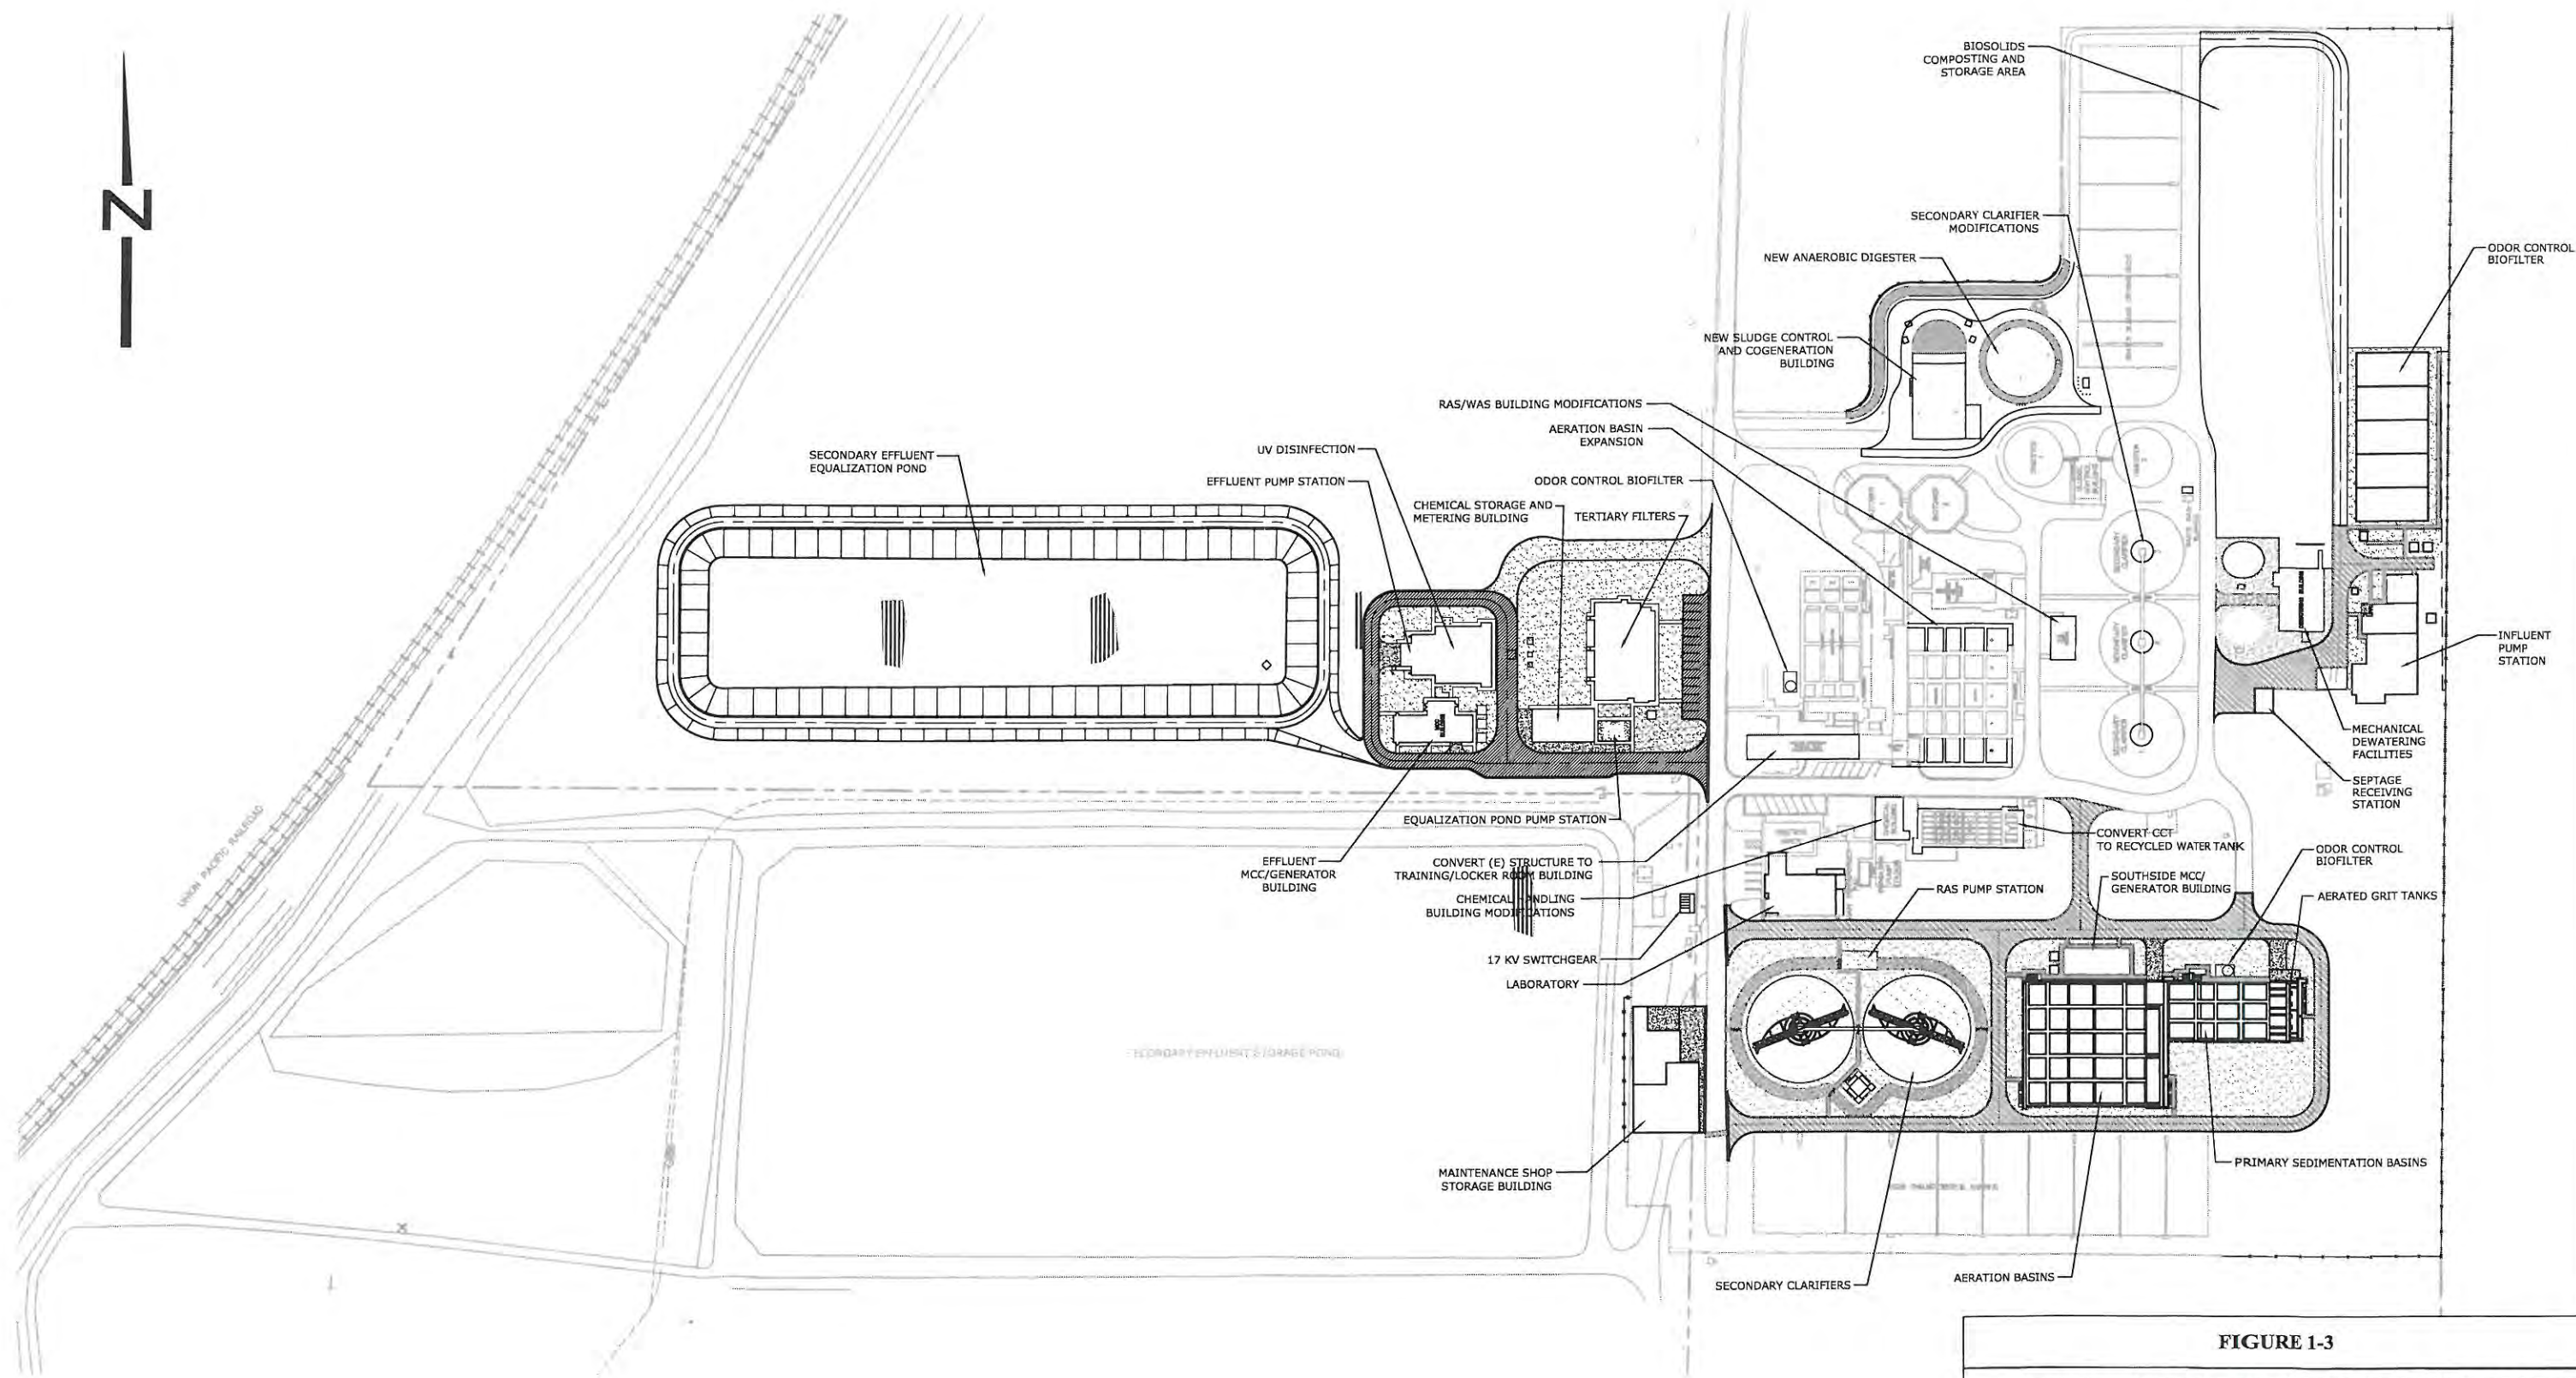 BIOSOLIDS
COMPOSTING AND
STORAGE AREA
N
SECONDARY CLARIFIER
MODIFICATIONS
ODOR CONTROL
BIOFILTER
NEW ANAEROBIC DIGESTER
NEW SLUDGE CONTROL
AND COGENERATION
BUILDING
RAS/WAS BUILDING MODIFICATIONS
AERATION BASIN
EXPANSION
SECONDARY EFFLUENT
EQUALIZATION POND
UV DISINFECTION
EFFLUENT PUMP STATION
ODOR CONTROL BIOFILTER
CHEMICAL STORAGE AND
METERING BUILDING
TERTIARY FILTERS
SECONDARY
CLARIFIER
SECONDARY
CLARIFIER
SECONDARY
CLARIFIER
INFLUENT
PUMP
STATION
MECHANICAL
DEWATERING
FACILITIES
SEPTAGE
RECEIVING
STATION
UNION PACIFIC RAILROAD
EQUALIZATION POND PUMP STATION
CONVERT CCT
TO RECYCLED WATER TANK
EFFLUENT
MCC/GENERATOR
BUILDING
CONVERT (E) STRUCTURE TO
TRAINING/LOCKER ROOM BUILDING
ODOR CONTROL
BIOFILTER
CHEMICAL HANDLING
BUILDING MODIFICATIONS
RAS PUMP STATION
SOUTHSIDE MCC/
GENERATOR BUILDING
AERATED GRIT TANKS
17 KV SWITCHGEAR
LABORATORY
SECONDARY EFFLUENT STORAGE POND
MAINTENANCE SHOP
STORAGE BUILDING
PRIMARY SEDIMENTATION BASINS
SECONDARY CLARIFIERS
AERATION BASINS
FIGURE 1-3